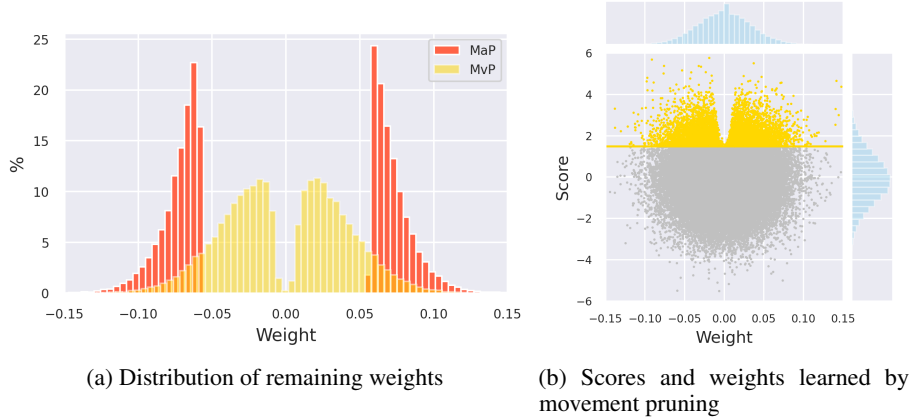 25
20
15
10
5
0
%
MaP
MvP
−0.15 −0.10 −0.05 0.00 0.05 0.10 0.15
Weight
(a) Distribution of remaining weights
6
4
2
0
−2
−4
−6
Score
−0.15 −0.10 −0.05 0.00 0.05 0.10 0.15
Weight
(b) Scores and weights learned by
movement pruning